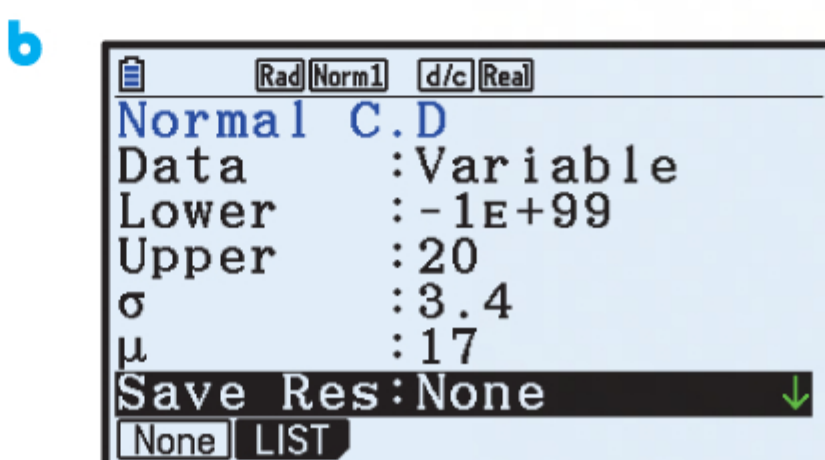 b
Rad Norm1 d/c Real
Normal C.D
Data :Variable
Lower :-1E+99
Upper :20
σ :3.4
μ :17
Save Res:None ↓
None LIST